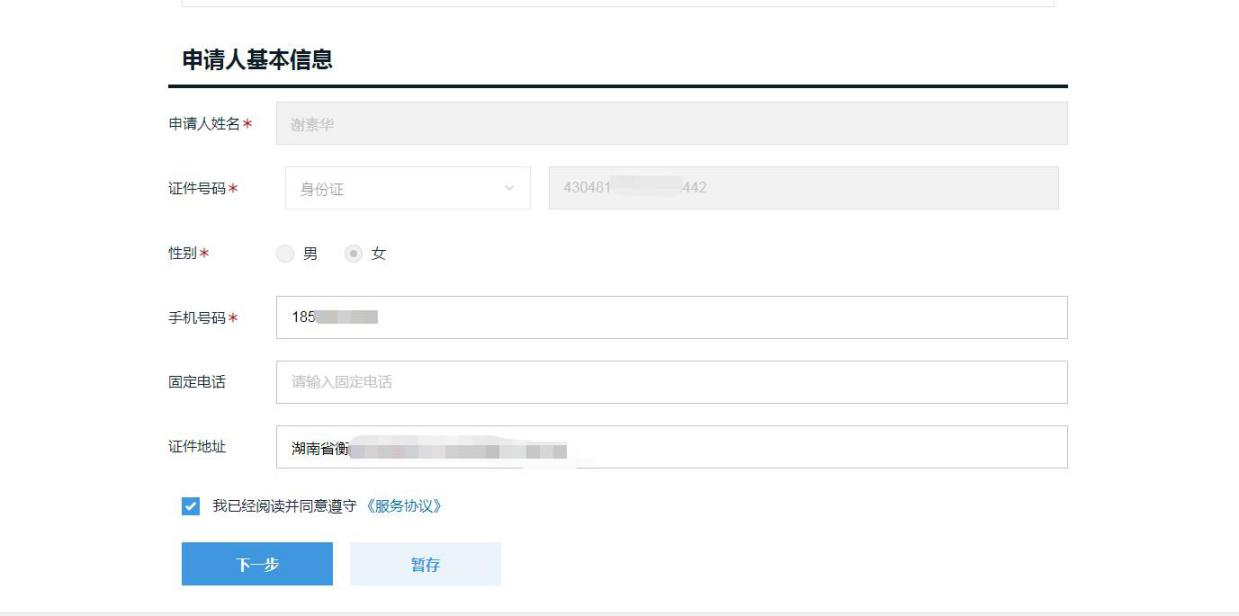 申请人基本信息
申请人姓名* 谢素华
证件号码* 身份证 430481 442
性别* 男 女
手机号码* 185
固定电话 请输入固定电话
证件地址 湖南省衡
我已经阅读并同意遵守《服务协议》
下一步 暂存